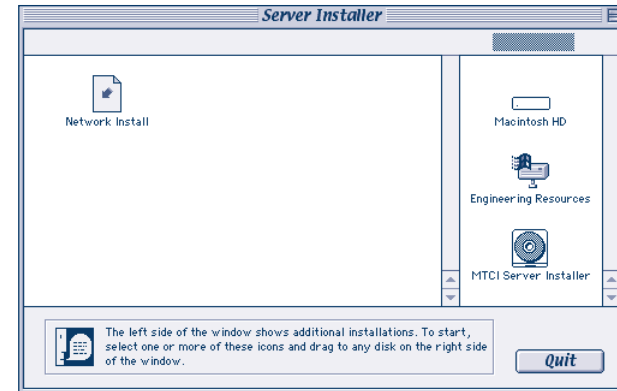 Server Installer
Network Install
Macintosh HD
Engineering Resources
MTCI Server Installer
The left side of the window shows additional installations. To start,
select one or more of these icons and drag to any disk on the right side
of the window.
Quit